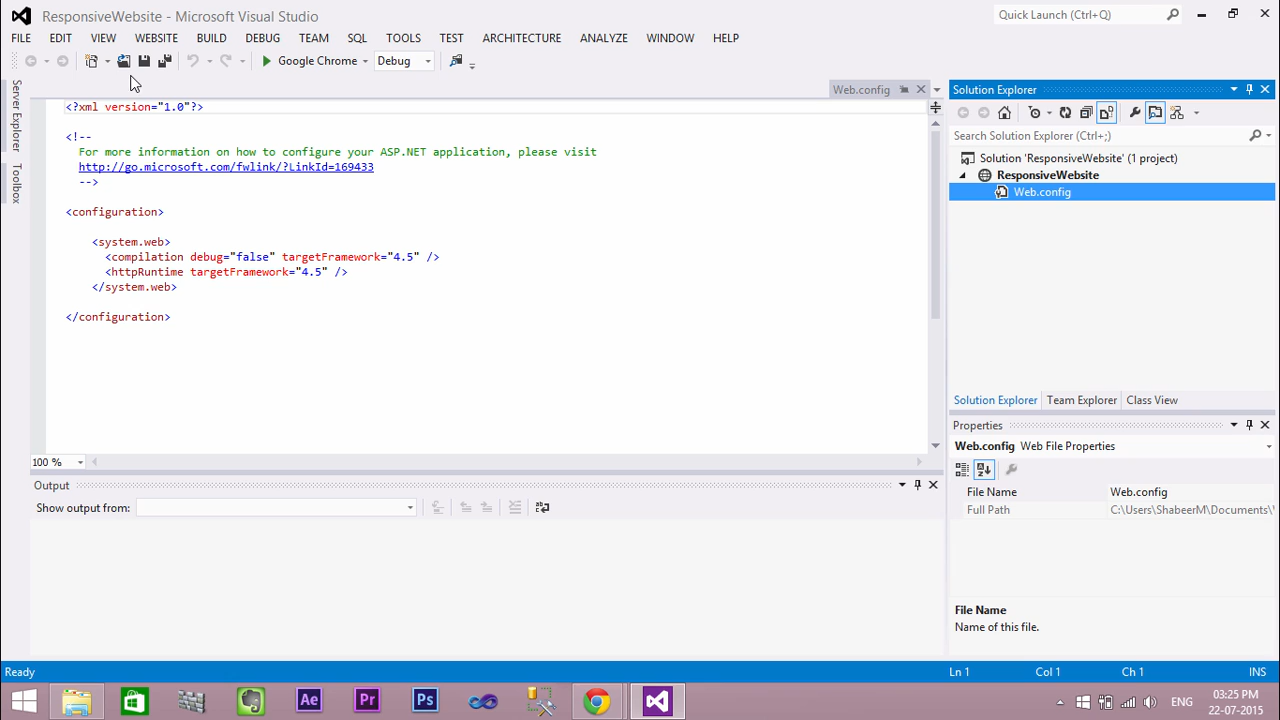 ResponsiveWebsite - Microsoft Visual Studio
Quick Launch (Ctrl+Q)
FILE EDIT VIEW WEBSITE BUILD DEBUG TEAM SQL TOOLS TEST ARCHITECTURE ANALYZE WINDOW HELP
Google Chrome Debug
Server Explorer
Toolbox
Web.config
<?xml version="1.0"?>
<!--
For more information on how to configure your ASP.NET application, please visit
http://go.microsoft.com/fwlink/?LinkId=169433
-->
<configuration>
<system.web>
<compilation debug="false" targetFramework="4.5" />
<httpRuntime targetFramework="4.5" />
</system.web>
</configuration>
100 %
Output
Show output from:
Solution Explorer
Search Solution Explorer (Ctrl+;)
Solution 'ResponsiveWebsite' (1 project)
ResponsiveWebsite
Web.config
Solution Explorer Team Explorer Class View
Properties
Web.config Web File Properties
File Name Web.config
Full Path C:\Users\ShabeerM\Documents\
File Name
Name of this file.
Ready Ln 1 Col 1 Ch 1 INS
Ae Pr Ps
ENG
03:25 PM
22-07-2015